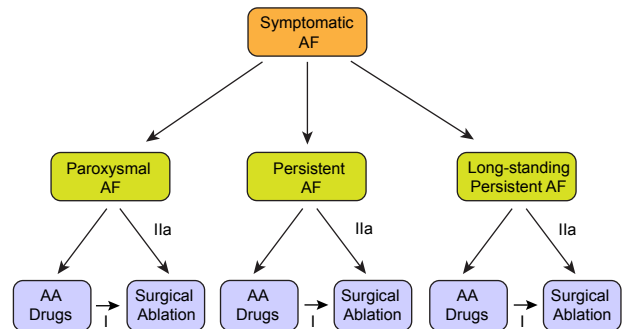 Symptomatic
AF
Paroxysmal
AF
Persistent
AF
Long-standing
Persistent AF
IIa
IIa
IIa
AA
Drugs
I
Surgical
Ablation
AA
Drugs
I
Surgical
Ablation
AA
Drugs
I
Surgical
Ablation